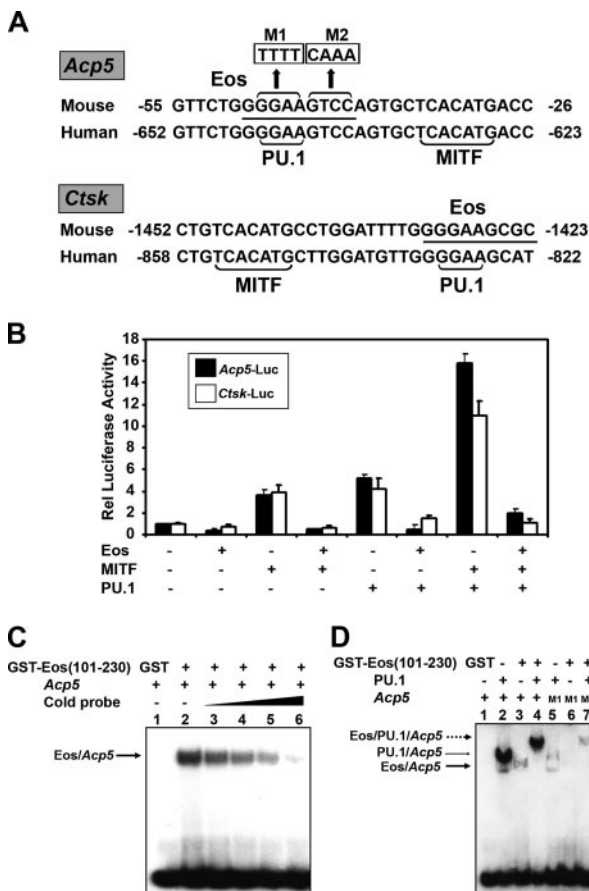 A
M1 M2
TTTT CAAA
Acp5
Eos
Mouse -55 GTTCTGGGGAAGTCCAGTGCTCACATGACC -26
Human -652 GTTCTGGGGAAGTCCAGTGCTCACATGACC -623
PU.1 MITF
Ctsk
Eos
Mouse -1452 CTGTCACATGCCTGGATTTTGGGGAAGCGC -1423
Human -858 CTGTCACATGCTTGGATGTTGGGGAAGCAT -822
MITF PU.1
B
18
16
14
12
10
8
6
4
2
0
Rel Luciferase Activity
Acp5-Luc
Ctsk-Luc
Eos - + - + - + - +
MITF - - + + - - + +
PU.1 - - - - + + + +
C
GST-Eos(101-230) GST + + + + +
Acp5 + + + + + +
Cold probe
1 2 3 4 5 6
Eos/Acp5
D
GST-Eos(101-230) GST - + + - + +
PU.1 - + - + + - +
Acp5 + + + + M1 M1 M
1 2 3 4 5 6 7
Eos/PU.1/Acp5
PU.1/Acp5
Eos/Acp5